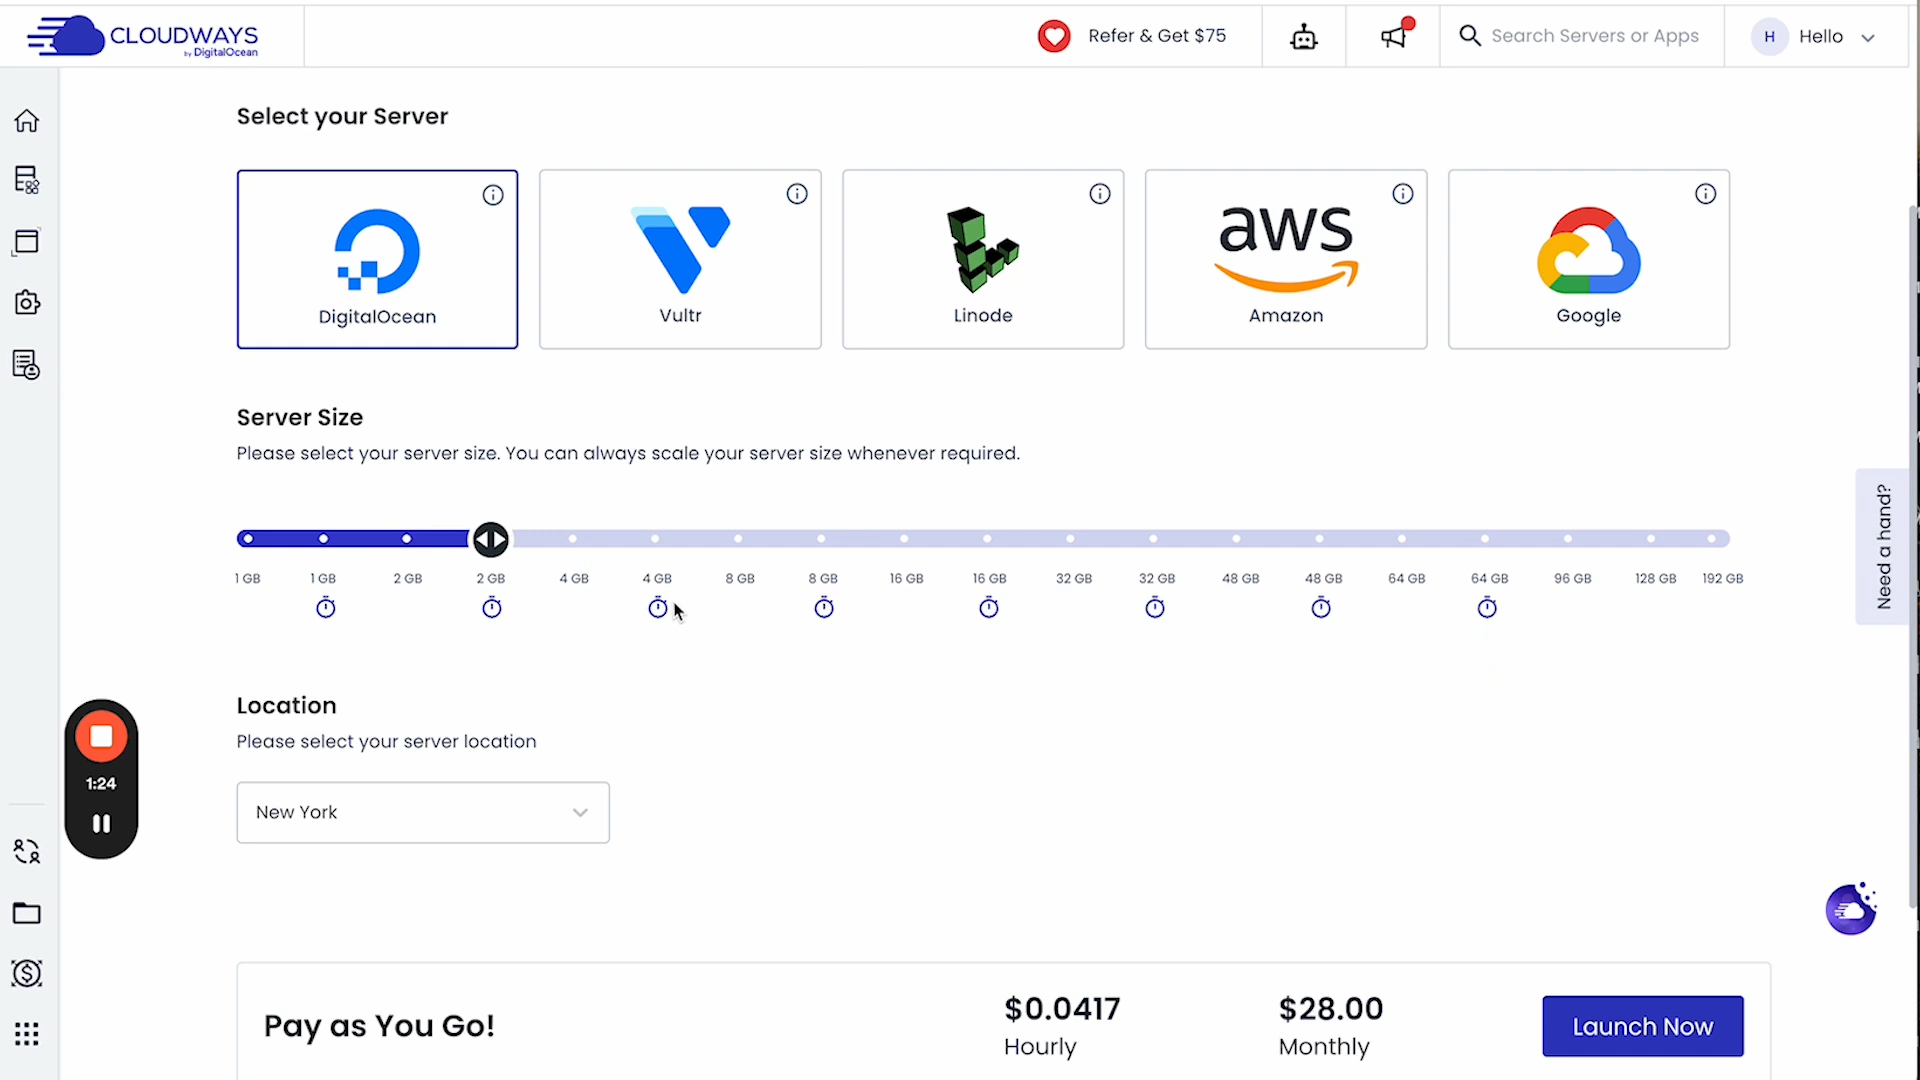 CLOUDWAYS
by DigitalOcean
Refer & Get $75
Search Servers or Apps
H
Hello
Select your Server
DigitalOcean
Vultr
Linode
aws
Amazon
Google
Server Size
Please select your server size. You can always scale your server size whenever required.
1 GB 1 GB 2 GB 2 GB 4 GB 4 GB 8 GB 8 GB 16 GB 16 GB 32 GB 32 GB 48 GB 48 GB 64 GB 64 GB 96 GB 128 GB 192 GB
Need a hand?
Location
Please select your server location
New York
1:24
Pay as You Go!
$0.0417
Hourly
$28.00
Monthly
Launch Now